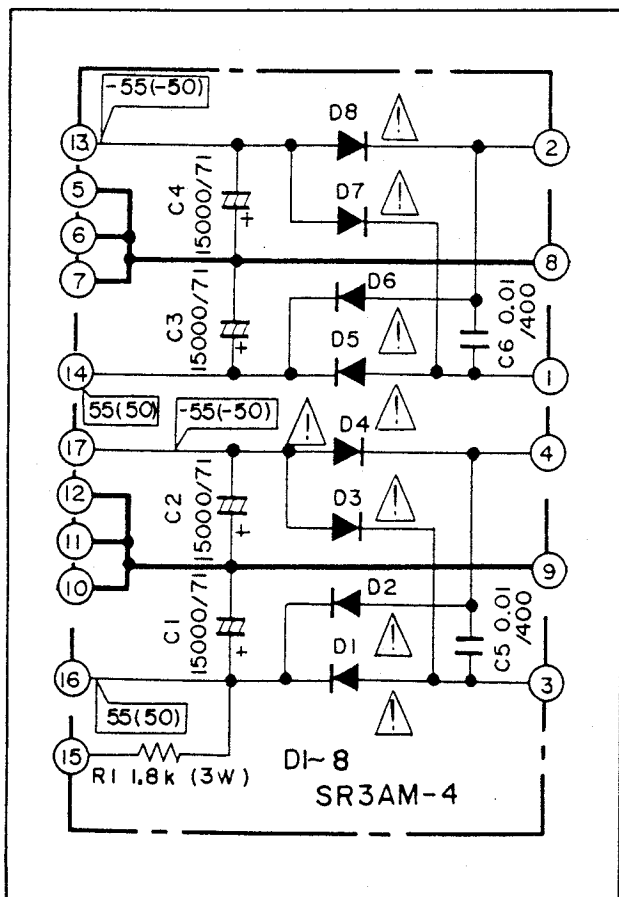 -55(-50)
13
D8
!
2
5
D7
!
C4
15000/71
+
6
7
8
D6
!
C3
15000/71
+
C6 0.01
/400
D5
14
1
55(50)
-55(-50)
!
!
17
D4
4
12
D3
!
C2
15000/71
+
11
10
9
D2
!
C1
15000/71
+
C5 0.01
/400
D1
16
3
!
55(50)
15
R1 1.8k (3W)
D1~8
SR3AM-4